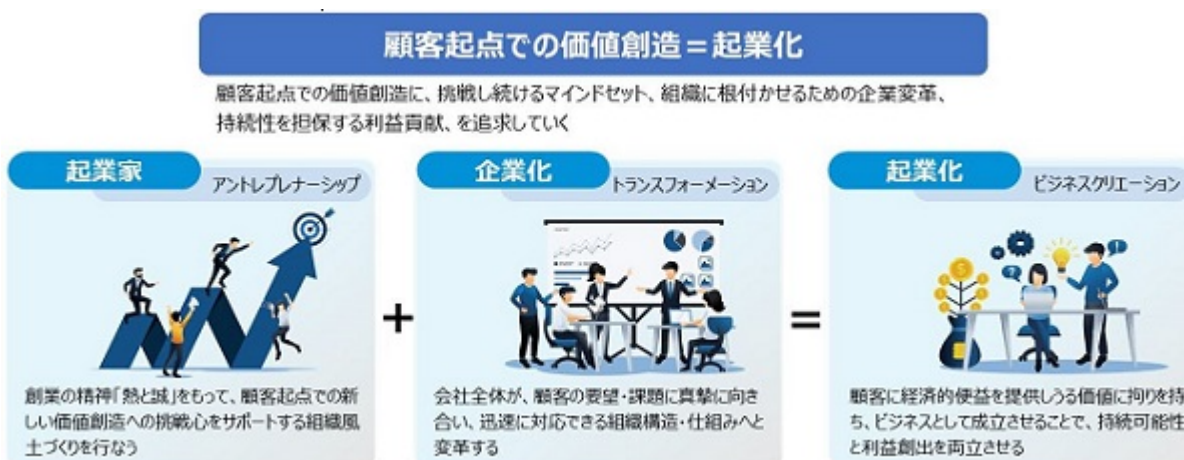 顧客起点での価値創造＝起業化
顧客起点での価値創造に、挑戦し続けるマインドセット、組織に根付かせるための企業変革、
持続性を担保する利益貢献、を追求していく
起業家
アントレプレナーシップ
創業の精神「熱と誠」をもって、顧客起点での新
しい価値創造への挑戦心をサポートする組織風
土づくりを行なう
+
企業化
トランスフォーメーション
会社全体が、顧客の要望・課題に真摯に向き
合い、迅速に対応できる組織構造・仕組みへと
変革する
=
起業化
ビジネスクリエーション
顧客に経済的便益を提供しうる価値に拘りを持
ち、ビジネスとして成立させることで、持続可能性
と利益創出を両立させる